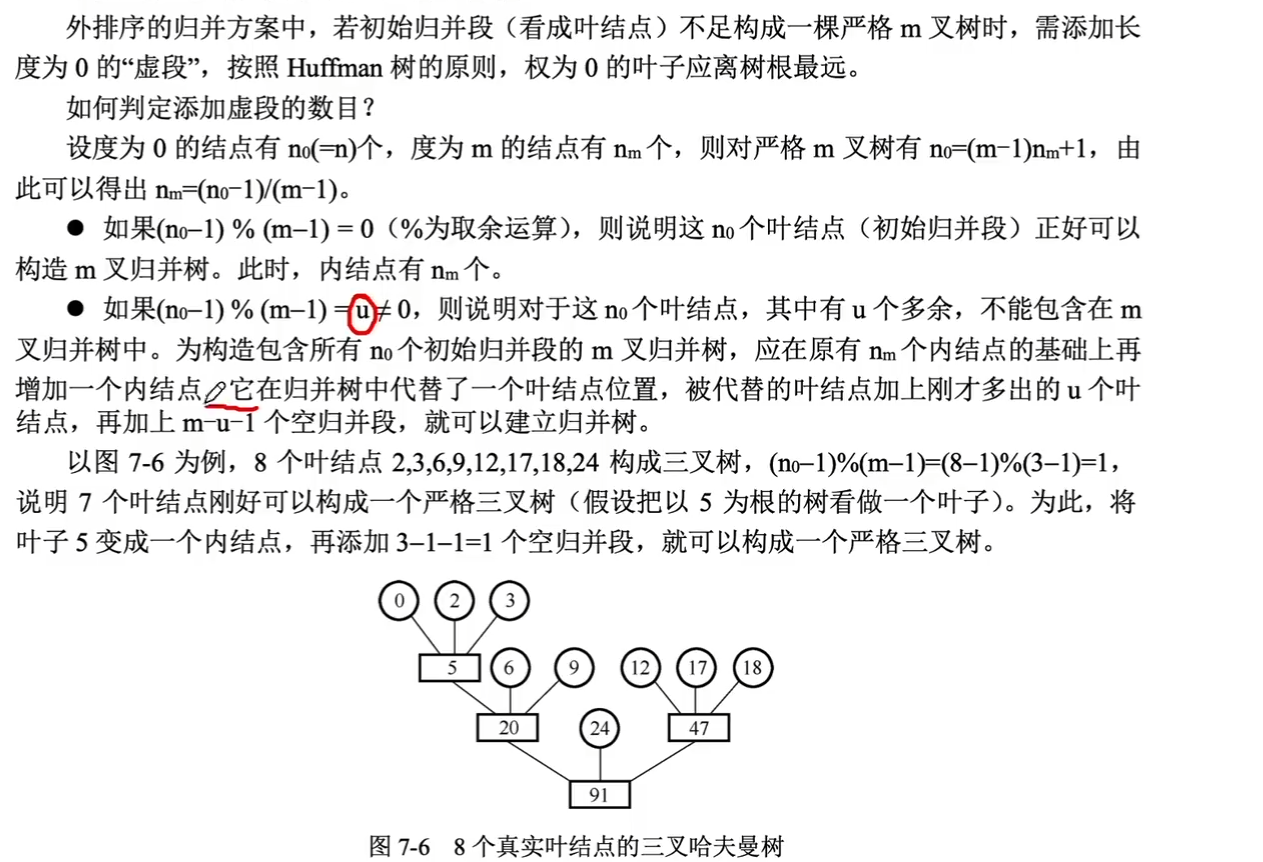 外排序的归并方案中，若初始归并段（看成叶结点）不足构成一棵严格 m 叉树时，需添加长
度为 0 的“虚段”，按照 Huffman 树的原则，权为 0 的叶子应离树根最远。
如何判定添加虚段的数目？
设度为 0 的结点有 n₀(=n)个，度为 m 的结点有 nₘ个，则对严格 m 叉树有 n₀=(m−1)nₘ+1，由
此可以得出 nₘ=(n₀−1)/(m−1)。
● 如果(n₀−1) % (m−1) = 0（%为取余运算），则说明这 n₀个叶结点（初始归并段）正好可以
构造 m 叉归并树。此时，内结点有 nₘ个。
● 如果(n₀−1) % (m−1) = u ≠ 0，则说明对于这 n₀个叶结点，其中有 u 个多余，不能包含在 m
叉归并树中。为构造包含所有 n₀个初始归并段的 m 叉归并树，应在原有 nₘ个内结点的基础上再
增加一个内结点 它在归并树中代替了一个叶结点位置，被代替的叶结点加上刚才多出的 u 个叶
结点，再加上 m−u−1 个空归并段，就可以建立归并树。
以图 7-6 为例，8 个叶结点 2,3,6,9,12,17,18,24 构成三叉树，(n₀−1)%(m−1)=(8−1)%(3−1)=1，
说明 7 个叶结点刚好可以构成一个严格三叉树（假设把以 5 为根的树看做一个叶子）。为此，将
叶子 5 变成一个内结点，再添加 3−1−1=1 个空归并段，就可以构成一个严格三叉树。
0 2 3
5 6 9 12 17 18
20 24 47
91
图 7-6 8 个真实叶结点的三叉哈夫曼树